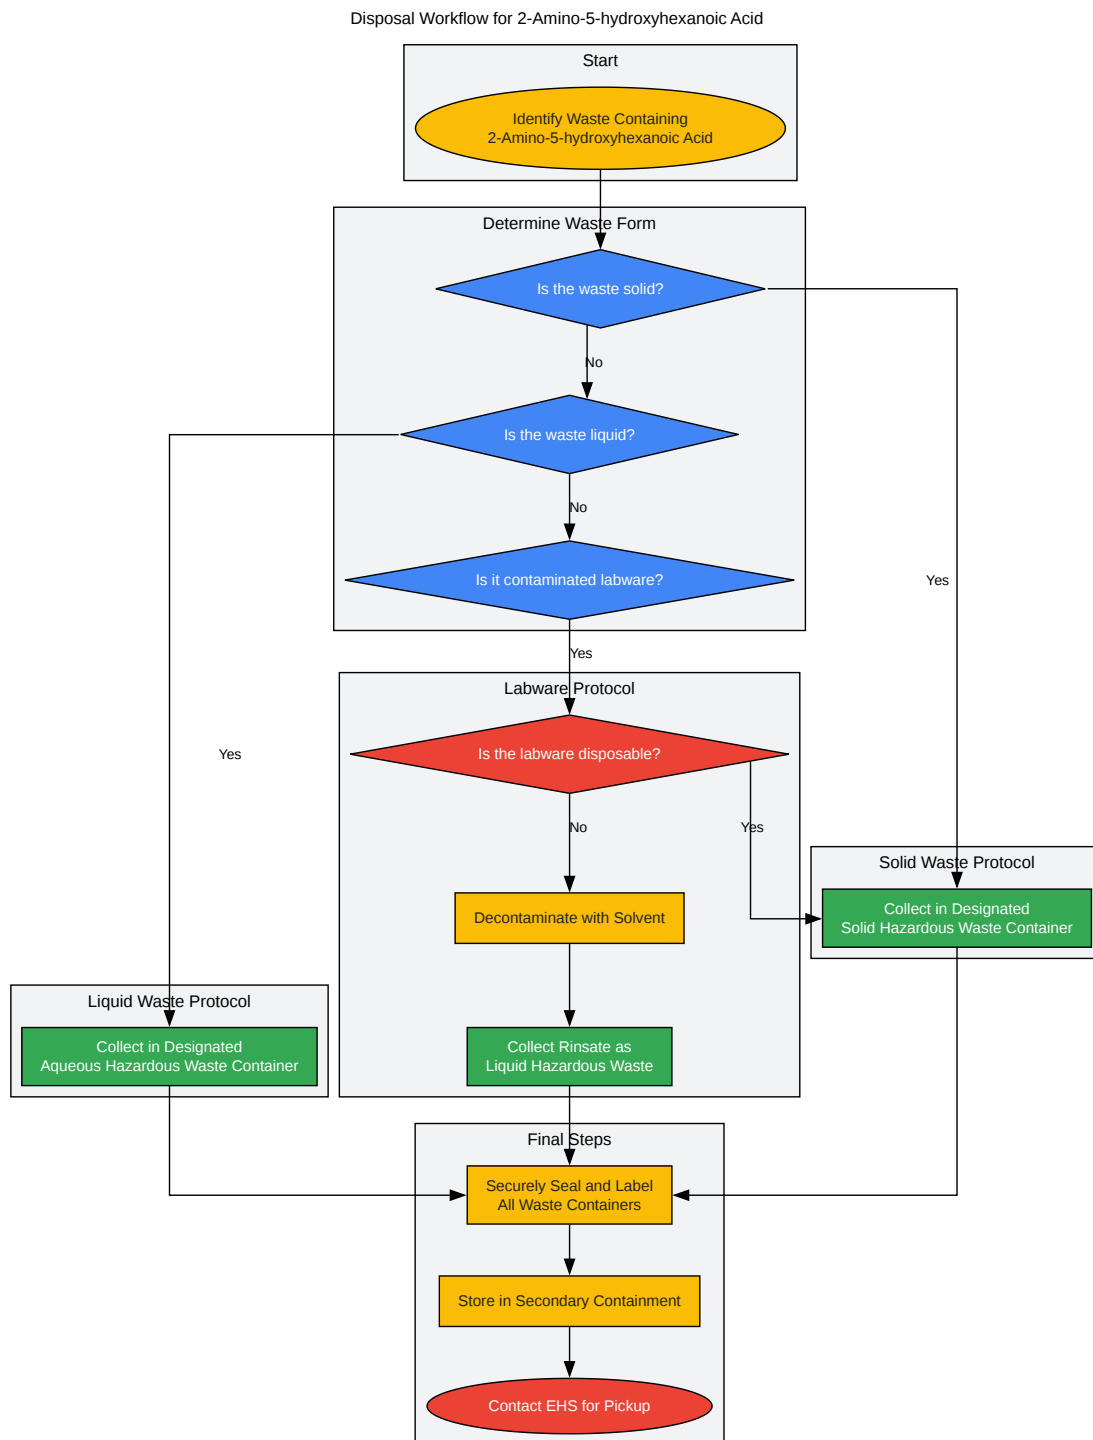 Disposal Workflow for 2-Amino-5-hydroxyhexanoic Acid
Start
Identify Waste Containing
2-Amino-5-hydroxyhexanoic Acid
Determine Waste Form
Is the waste solid?
No
Is the waste liquid?
No
Is it contaminated labware?
Yes
Yes
Labware Protocol
Is the labware disposable?
Yes
No
Yes
Solid Waste Protocol
Collect in Designated
Solid Hazardous Waste Container
Decontaminate with Solvent
Liquid Waste Protocol
Collect in Designated
Aqueous Hazardous Waste Container
Collect Rinsate as
Liquid Hazardous Waste
Final Steps
Securely Seal and Label
All Waste Containers
Store in Secondary Containment
Contact EHS for Pickup